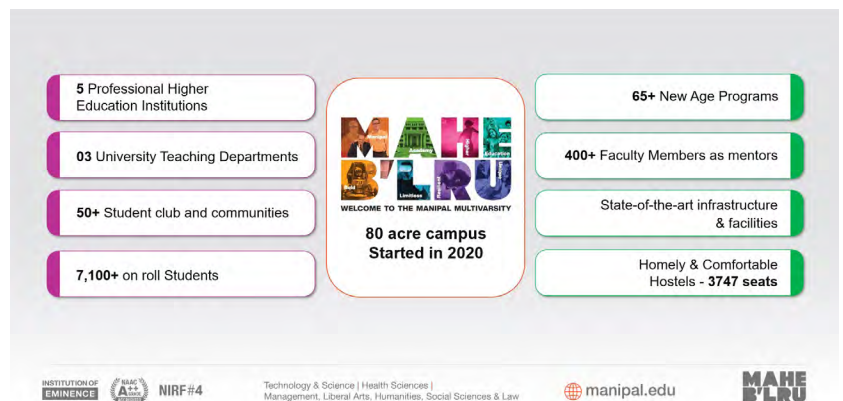 5 Professional Higher
Education Institutions
03 University Teaching Departments
50+ Student club and communities
7,100+ on roll Students
MAHE
B'LRU
Limitless
WELCOME TO THE MANIPAL MULTIVARSITY
80 acre campus
Started in 2020
65+ New Age Programs
400+ Faculty Members as mentors
State-of-the-art infrastructure
& facilities
Homely & Comfortable
Hostels - 3747 seats
INSTITUTION OF
EMINENCE
NAAC
A++
NIRF#4
Technology & Science | Health Sciences |
Management, Liberal Arts, Humanities, Social Sciences & Law
manipal.edu
MAHE
B'LRU